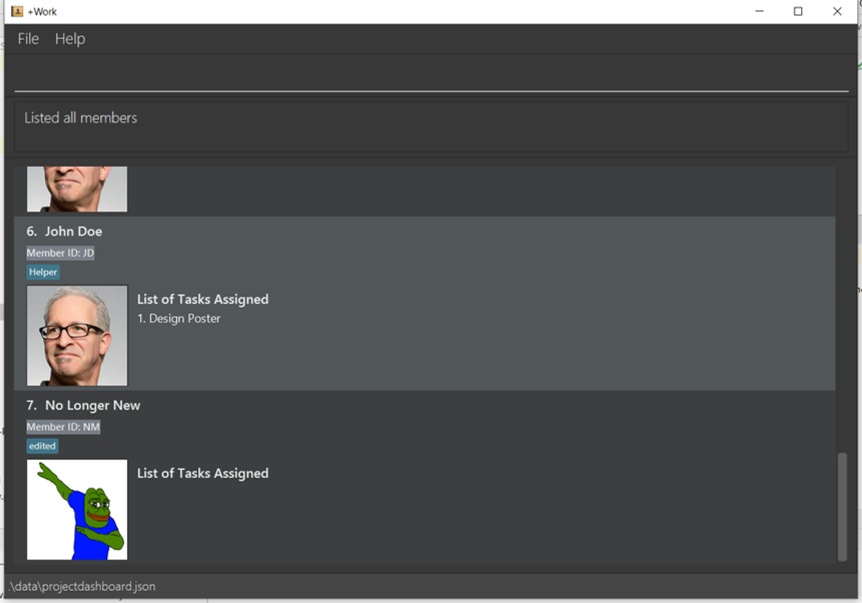 +Work
File Help
Listed all members
6. John Doe
Member ID: JD
Helper
List of Tasks Assigned
1. Design Poster
7. No Longer New
Member ID: NM
edited
List of Tasks Assigned
.\data\projectdashboard.json